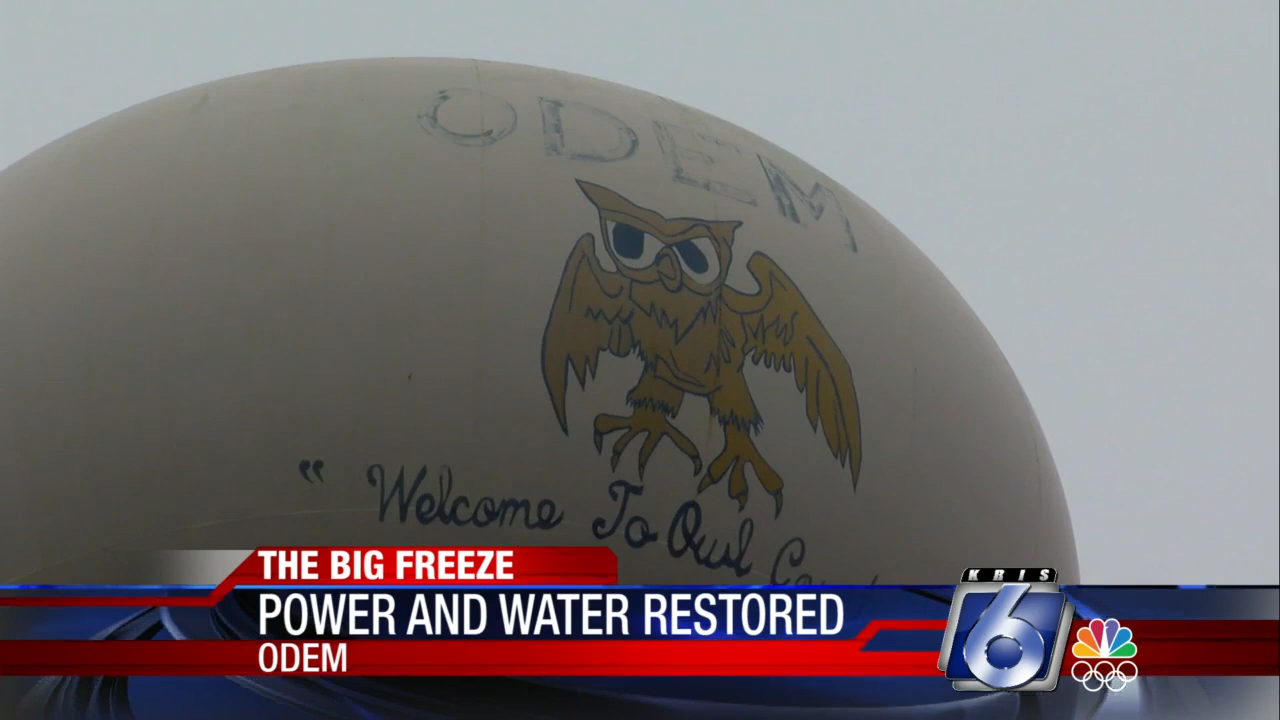 ODEM
" Welcome To Owl
THE BIG FREEZE
POWER AND WATER RESTORED
ODEM
KRIS
6